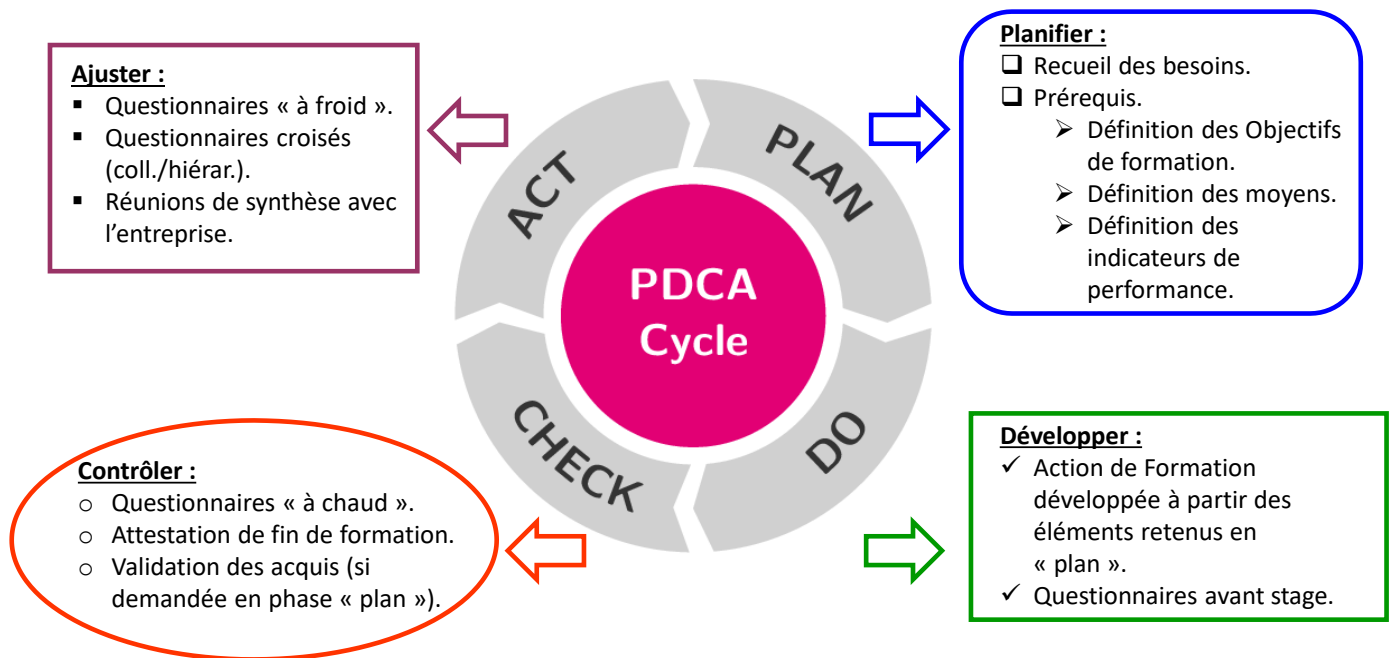 Ajuster :
▪ Questionnaires « à froid ».
▪ Questionnaires croisés
(coll./hiérar.).
▪ Réunions de synthèse avec
l’entreprise.
Planifier :
❑ Recueil des besoins.
❑ Prérequis.
➢ Définition des Objectifs
de formation.
➢ Définition des moyens.
➢ Définition des
indicateurs de
performance.
ACT
PLAN
PDCA
Cycle
CHECK
DO
Contrôler :
o Questionnaires « à chaud ».
o Attestation de fin de formation.
o Validation des acquis (si
demandée en phase « plan »).
Développer :
✓ Action de Formation
développée à partir des
éléments retenus en
« plan ».
✓ Questionnaires avant stage.